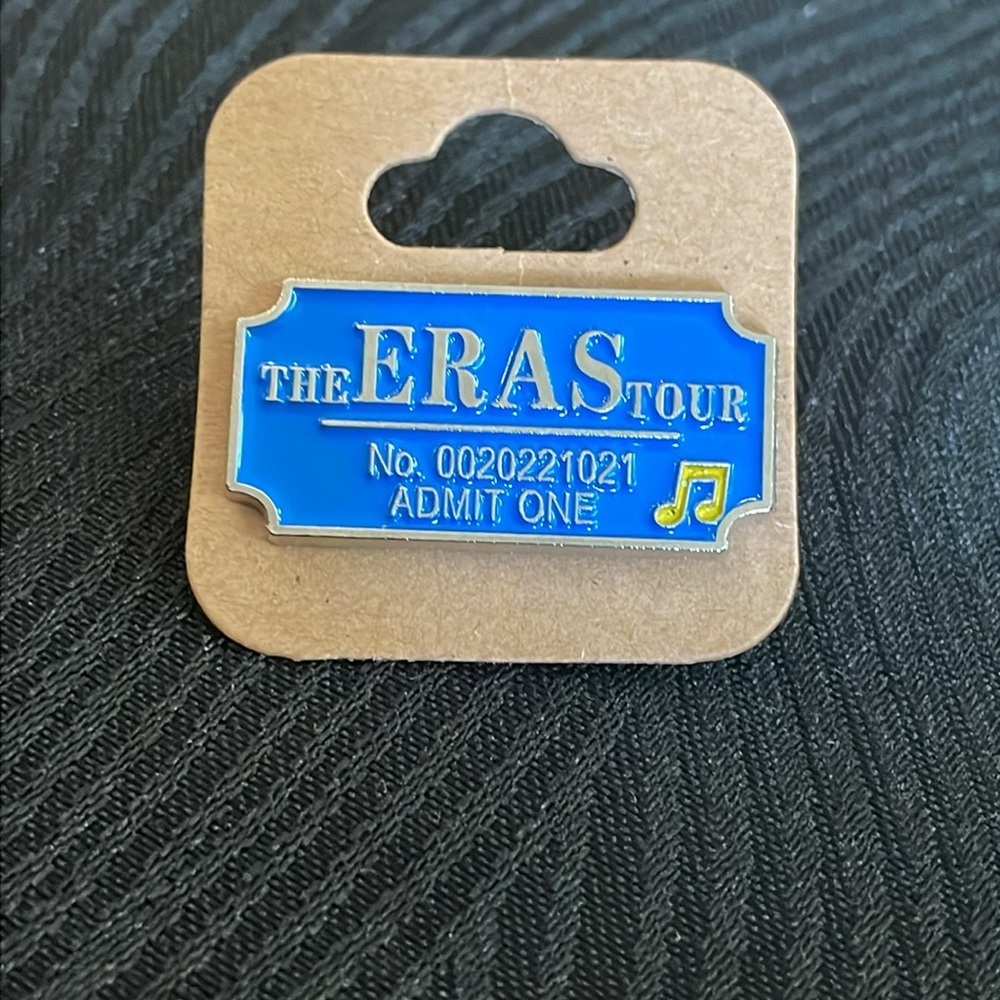 THE ERAS TOUR
No. 0020221021
ADMIT ONE